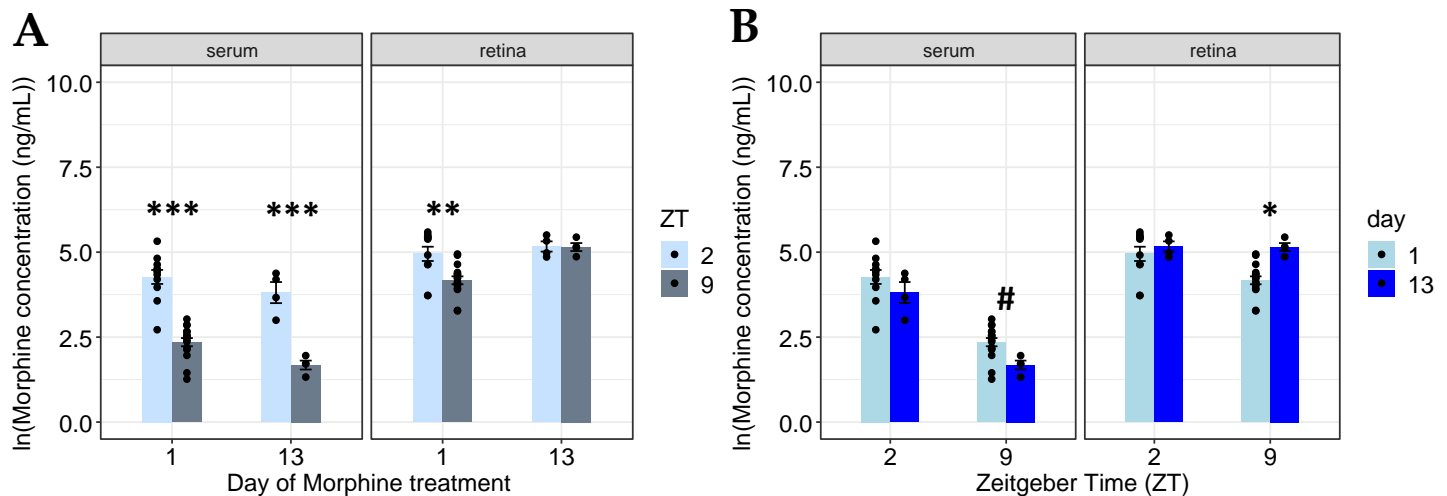 A
serum retina
ln(Morphine concentration (ng/mL))
10.0
7.5
5.0
2.5
0.0
*** *** **
1 13 1 13
Day of Morphine treatment
ZT
2
9
B
serum retina
ln(Morphine concentration (ng/mL))
10.0
7.5
5.0
2.5
0.0
*
#
2 9 2 9
Zeitgeber Time (ZT)
day
1
13